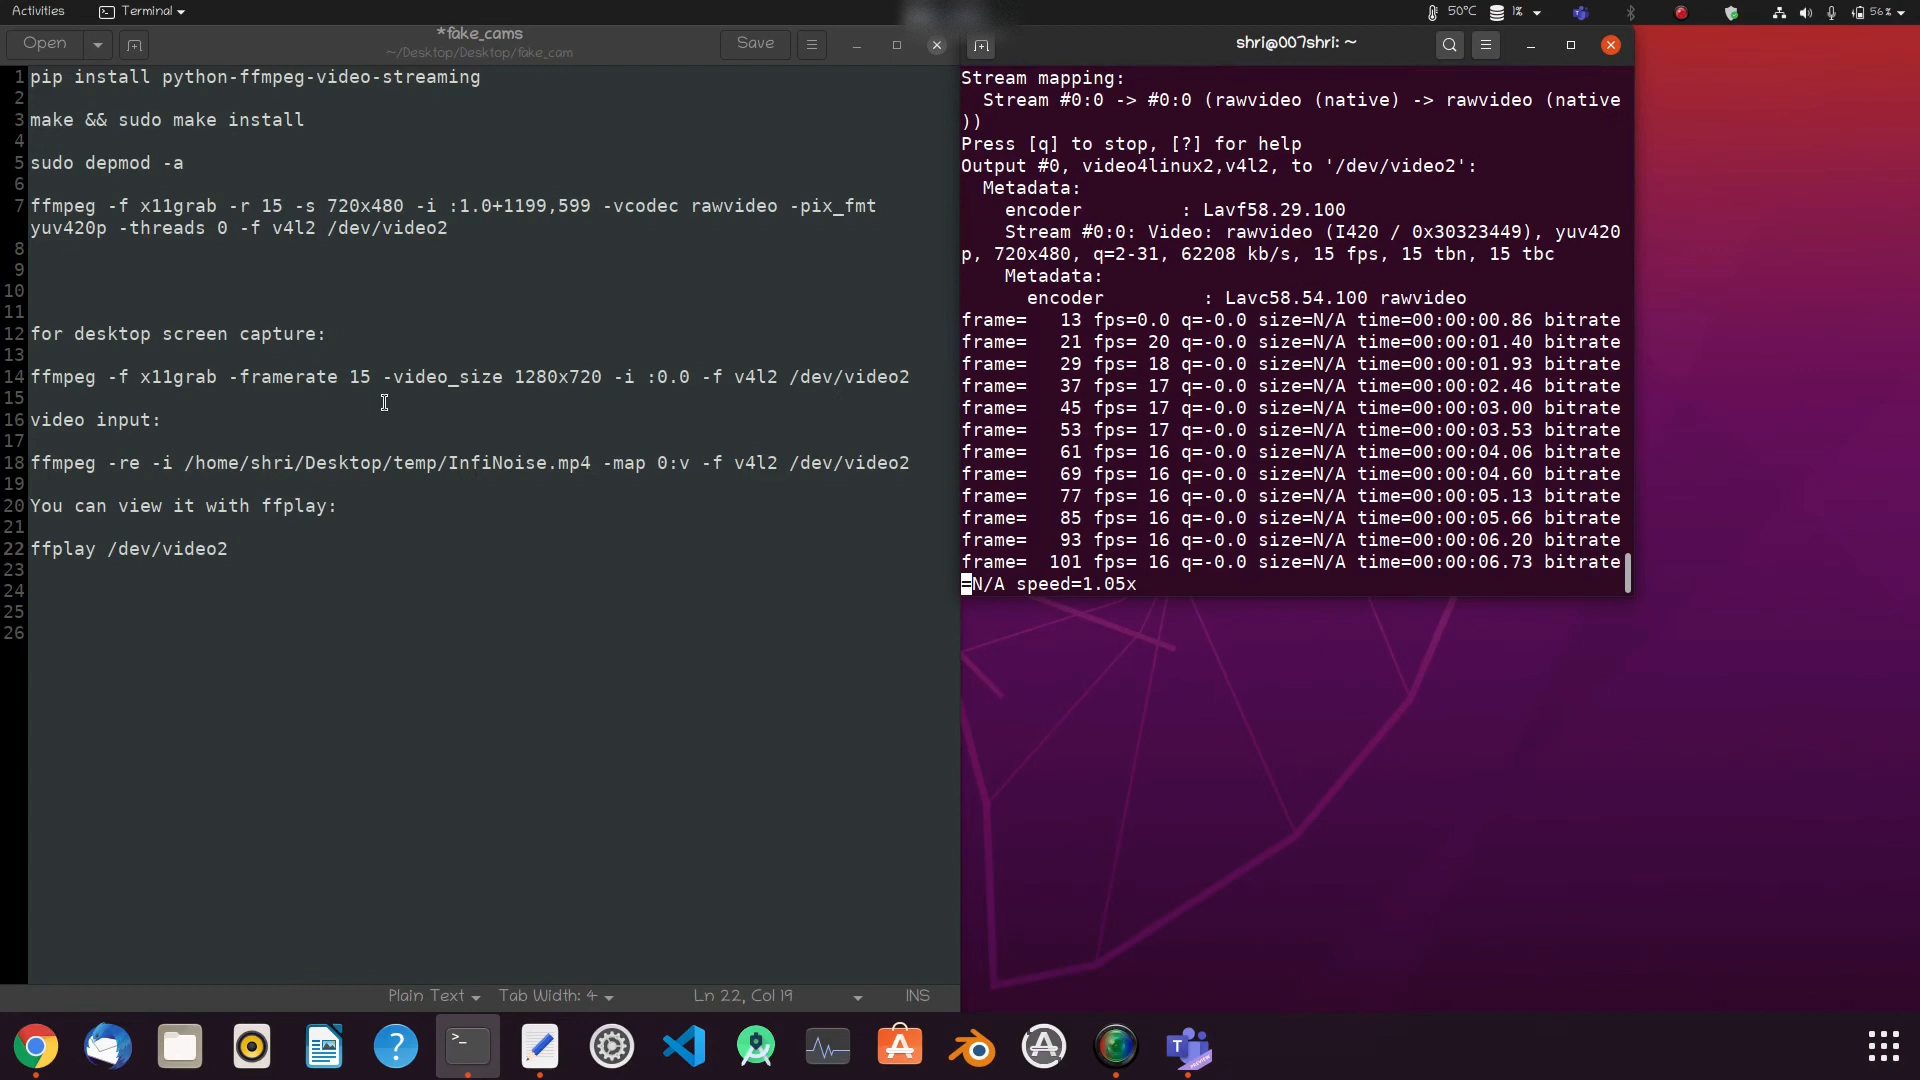 Activities
Terminal
50°C
1%
56%
Open
*fake_cams
~/Desktop/Desktop/fake_cam
Save
1 pip install python-ffmpeg-video-streaming
2
3 make && sudo make install
4
5 sudo depmod -a
6
7 ffmpeg -f x11grab -r 15 -s 720x480 -i :1.0+1199,599 -vcodec rawvideo -pix_fmt
yuv420p -threads 0 -f v4l2 /dev/video2
8
9
10
11
12 for desktop screen capture:
13
14 ffmpeg -f x11grab -framerate 15 -video_size 1280x720 -i :0.0 -f v4l2 /dev/video2
15
16 video input:
17
18 ffmpeg -re -i /home/shri/Desktop/temp/InfiNoise.mp4 -map 0:v -f v4l2 /dev/video2
19
20 You can view it with ffplay:
21
22 ffplay /dev/video2
23
24
25
26
Plain Text
Tab Width: 4
Ln 22, Col 19
INS
shri@007shri: ~
Stream mapping:
Stream #0:0 -> #0:0 (rawvideo (native) -> rawvideo (native
))
Press [q] to stop, [?] for help
Output #0, video4linux2,v4l2, to '/dev/video2':
Metadata:
encoder : Lavf58.29.100
Stream #0:0: Video: rawvideo (I420 / 0x30323449), yuv420
p, 720x480, q=2-31, 62208 kb/s, 15 fps, 15 tbn, 15 tbc
Metadata:
encoder : Lavc58.54.100 rawvideo
frame= 13 fps=0.0 q=-0.0 size=N/A time=00:00:00.86 bitrate
frame= 21 fps= 20 q=-0.0 size=N/A time=00:00:01.40 bitrate
frame= 29 fps= 18 q=-0.0 size=N/A time=00:00:01.93 bitrate
frame= 37 fps= 17 q=-0.0 size=N/A time=00:00:02.46 bitrate
frame= 45 fps= 17 q=-0.0 size=N/A time=00:00:03.00 bitrate
frame= 53 fps= 17 q=-0.0 size=N/A time=00:00:03.53 bitrate
frame= 61 fps= 16 q=-0.0 size=N/A time=00:00:04.06 bitrate
frame= 69 fps= 16 q=-0.0 size=N/A time=00:00:04.60 bitrate
frame= 77 fps= 16 q=-0.0 size=N/A time=00:00:05.13 bitrate
frame= 85 fps= 16 q=-0.0 size=N/A time=00:00:05.66 bitrate
frame= 93 fps= 16 q=-0.0 size=N/A time=00:00:06.20 bitrate
frame= 101 fps= 16 q=-0.0 size=N/A time=00:00:06.73 bitrate
=N/A speed=1.05x